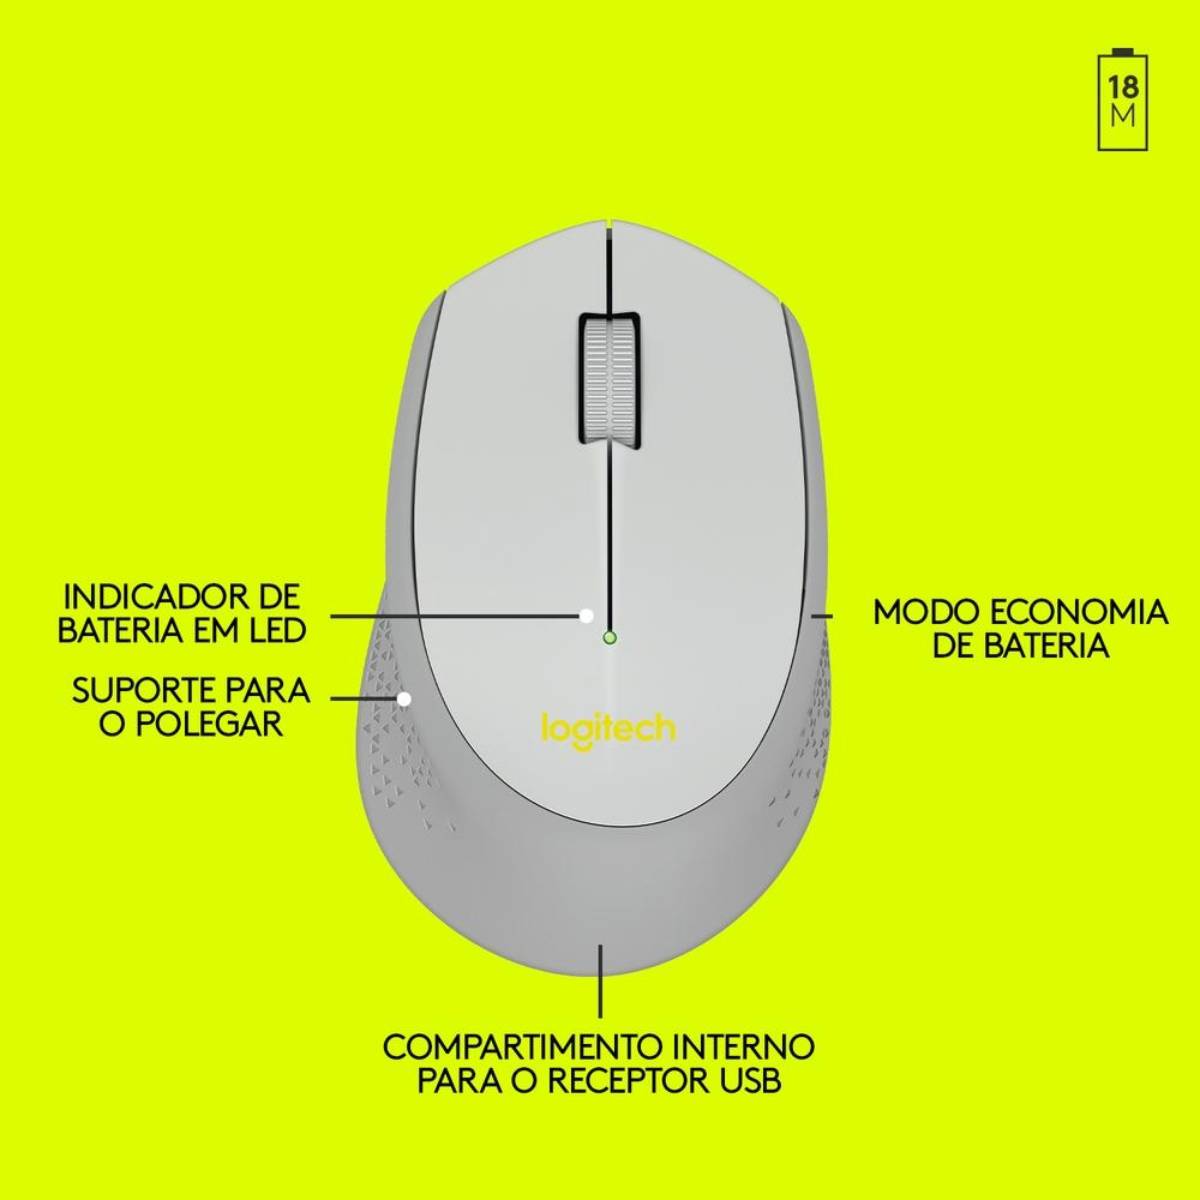 18
M
INDICADOR DE
BATERIA EM LED
MODO ECONOMIA
DE BATERIA
SUPORTE PARA
O POLEGAR
logitech
COMPARTIMENTO INTERNO
PARA O RECEPTOR USB